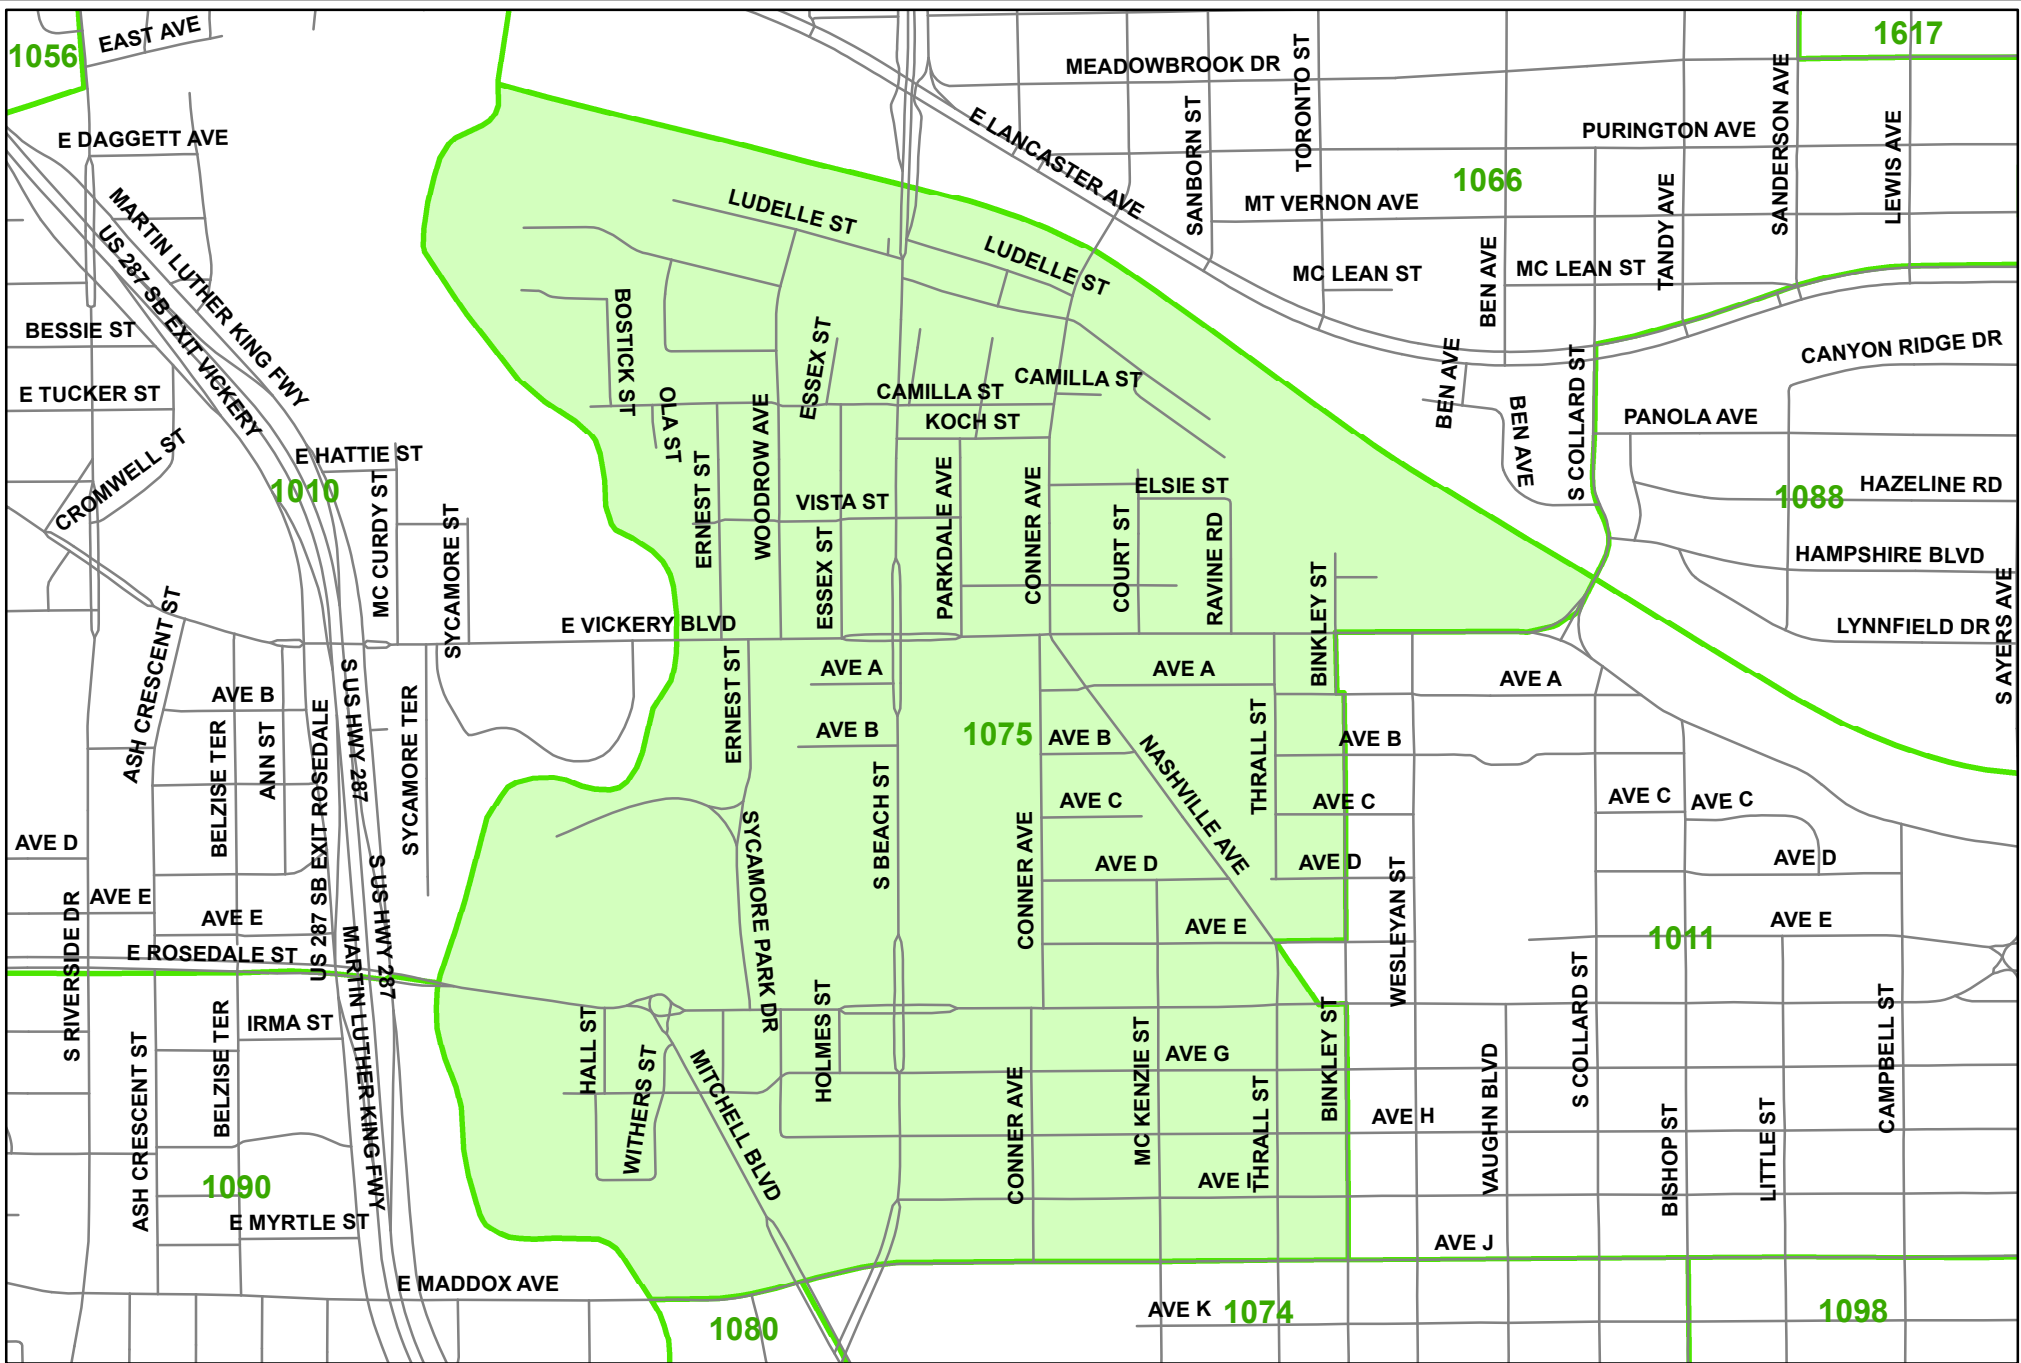 1056
EAST AVE
1617
MEADOWBROOK DR
TORONTO ST
SANDERSON AVE
SANBORN ST
E LANCASTER AVE
PURINGTON AVE
LEWIS AVE
E DAGGETT AVE
1066
TANDY AVE
MT VERNON AVE
MARTIN LUTHER KING FWY
US 287 SB EXIT VICKERY
LUDELLE ST
LUDELLE ST
MC LEAN ST
BEN AVE
MC LEAN ST
BESSIE ST
BOSTICK ST
ESSEX ST
CANYON RIDGE DR
E TUCKER ST
OLA ST
WOODROW AVE
CAMILLA ST
CAMILLA ST
BEN AVE
BEN AVE
S COLLARD ST
PANOLA AVE
KOCH ST
CROMWELL ST
E HATTIE ST
1010
MC CURDY ST
SYCAMORE ST
ERNEST ST
VISTA ST
ESSEX ST
PARKDALE AVE
CONNER AVE
ELSIE ST
COURT ST
RAVINE RD
1088
HAZELINE RD
HAMPSHIRE BLVD
BINKLEY ST
ASH CRESCENT ST
E VICKERY BLVD
LYNNFIELD DR
S AYERS AVE
AVE B
BELZISE TER
ANN ST
US 287 SB EXIT ROSEDALE
S US HWY 287
SYCAMORE TER
ERNEST ST
AVE A
AVE A
AVE A
AVE B
1075
AVE B
NASHVILLE AVE
THRALL ST
AVE B
S BEACH ST
AVE C
AVE C
AVE C
AVE C
AVE D
SYCAMORE PARK DR
CONNER AVE
AVE D
AVE D
WESLEYAN ST
AVE D
S RIVERSIDE DR
AVE E
AVE E
S US HWY 287
AVE E
AVE E
1011
E ROSEDALE ST
MARTIN LUTHER KING FWY
S COLLARD ST
IRMA ST
BELZISE TER
ASH CRESCENT ST
HALL ST
WITHERS ST
MITCHELL BLVD
HOLMES ST
CONNER AVE
MC KENZIE ST
AVE G
THRALL ST
BINKLEY ST
AVE H
VAUGHN BLVD
BISHOP ST
LITTLE ST
CAMPBELL ST
1090
AVE I
E MYRTLE ST
AVE J
E MADDOX AVE
1080
AVE K
1074
1098